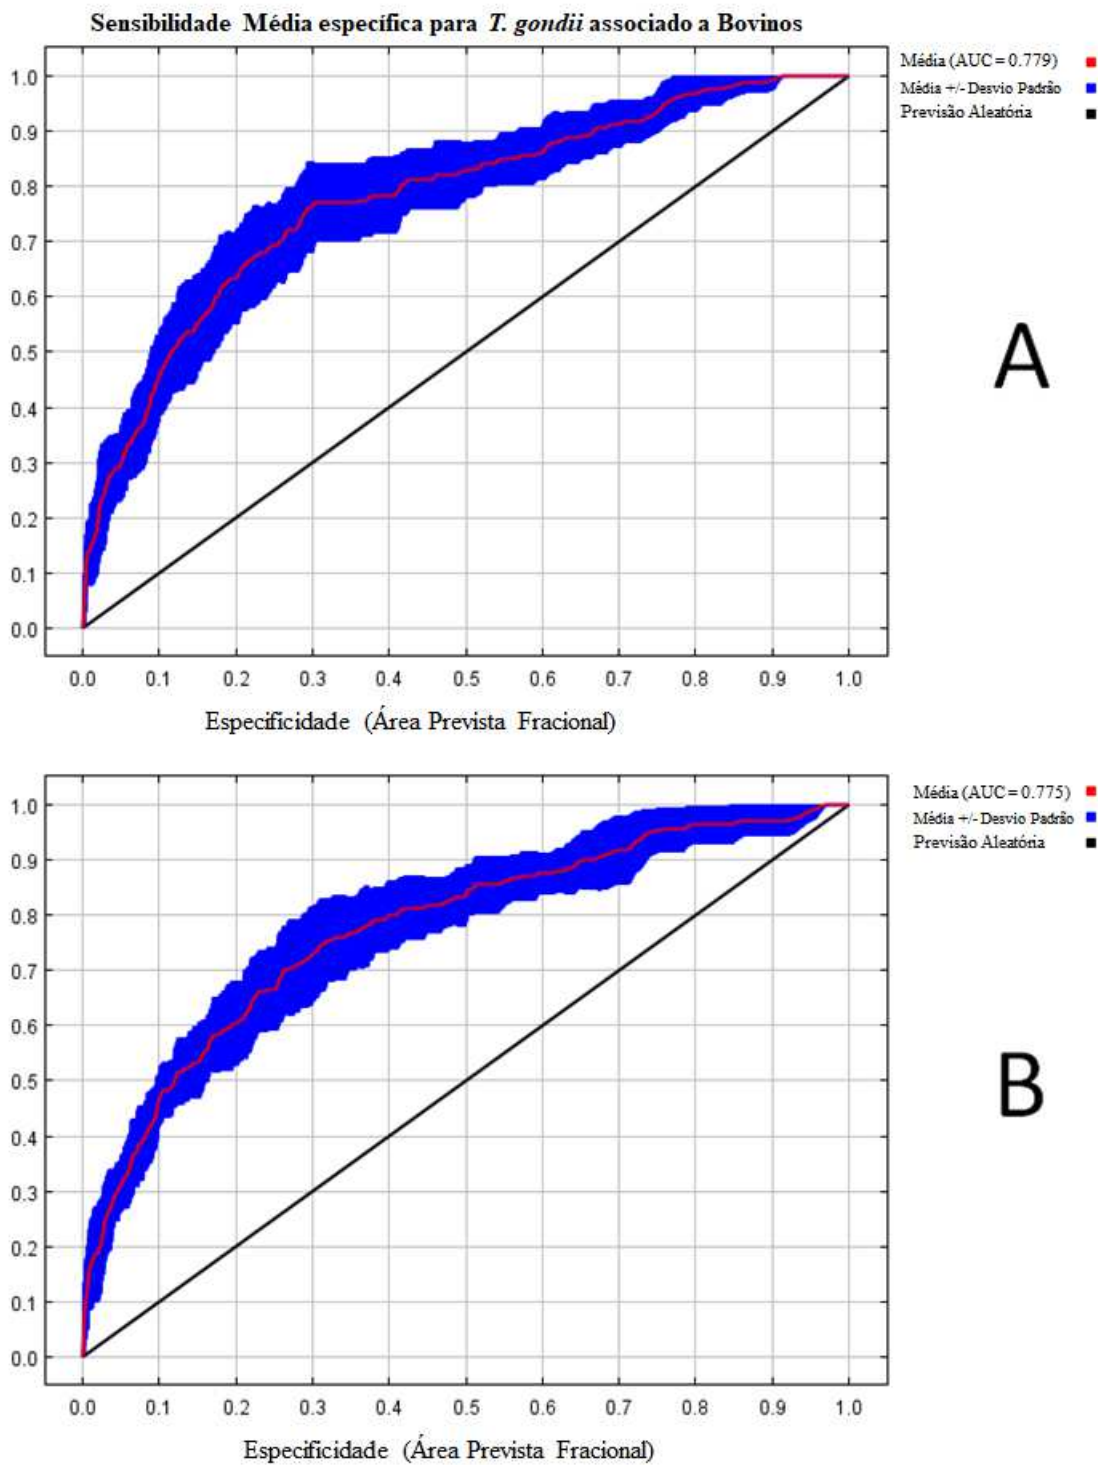 Sensibilidade Média específica para T. gondii associado a Bovinos
Média (AUC = 0.779)
Média +/- Desvio Padrão
Previsão Aleatória
1.0
0.9
0.8
0.7
0.6
0.5
0.4
0.3
0.2
0.1
0.0
A
0.0 0.1 0.2 0.3 0.4 0.5 0.6 0.7 0.8 0.9 1.0
Especificidade (Área Prevista Fracional)
Média (AUC = 0.775)
Média +/- Desvio Padrão
Previsão Aleatória
1.0
0.9
0.8
0.7
0.6
0.5
0.4
0.3
0.2
0.1
0.0
B
0.0 0.1 0.2 0.3 0.4 0.5 0.6 0.7 0.8 0.9 1.0
Especificidade (Área Prevista Fracional)